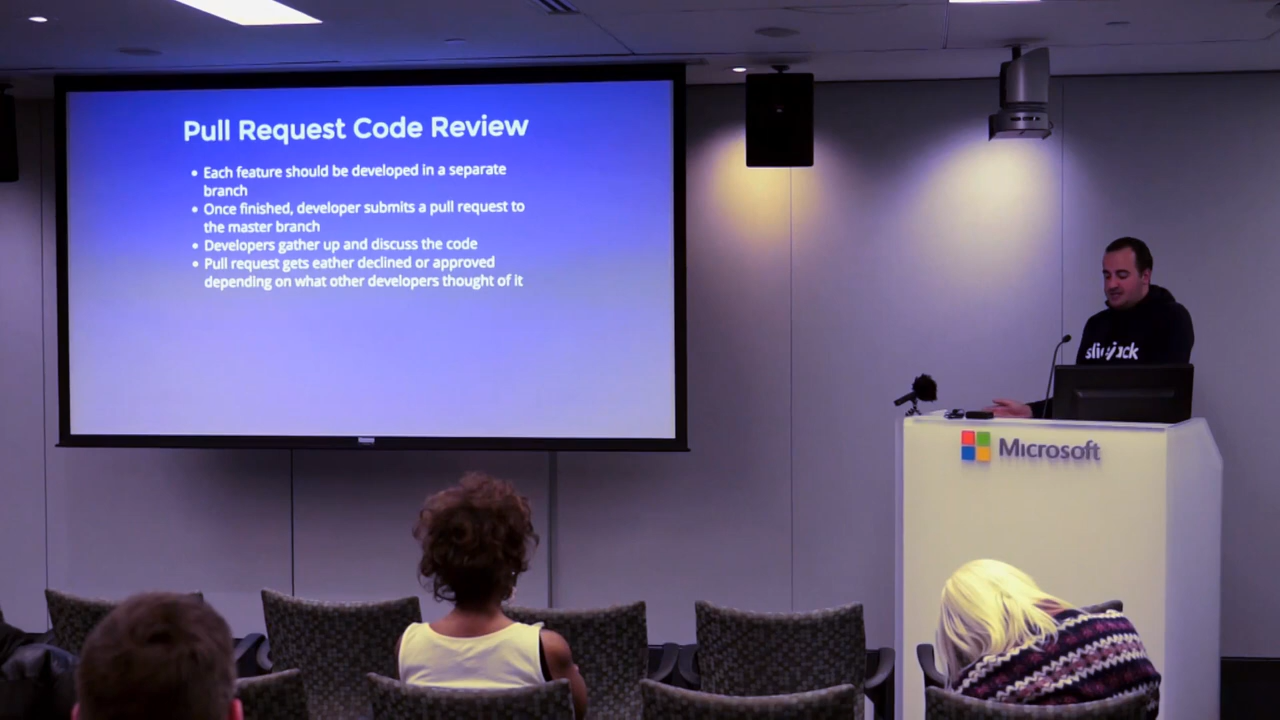 Pull Request Code Review
• Each feature should be developed in a separate
branch
• Once finished, developer submits a pull request to
the master branch
• Developers gather up and discuss the code
• Pull request gets eather declined or approved
depending on what other developers thought of it
Microsoft